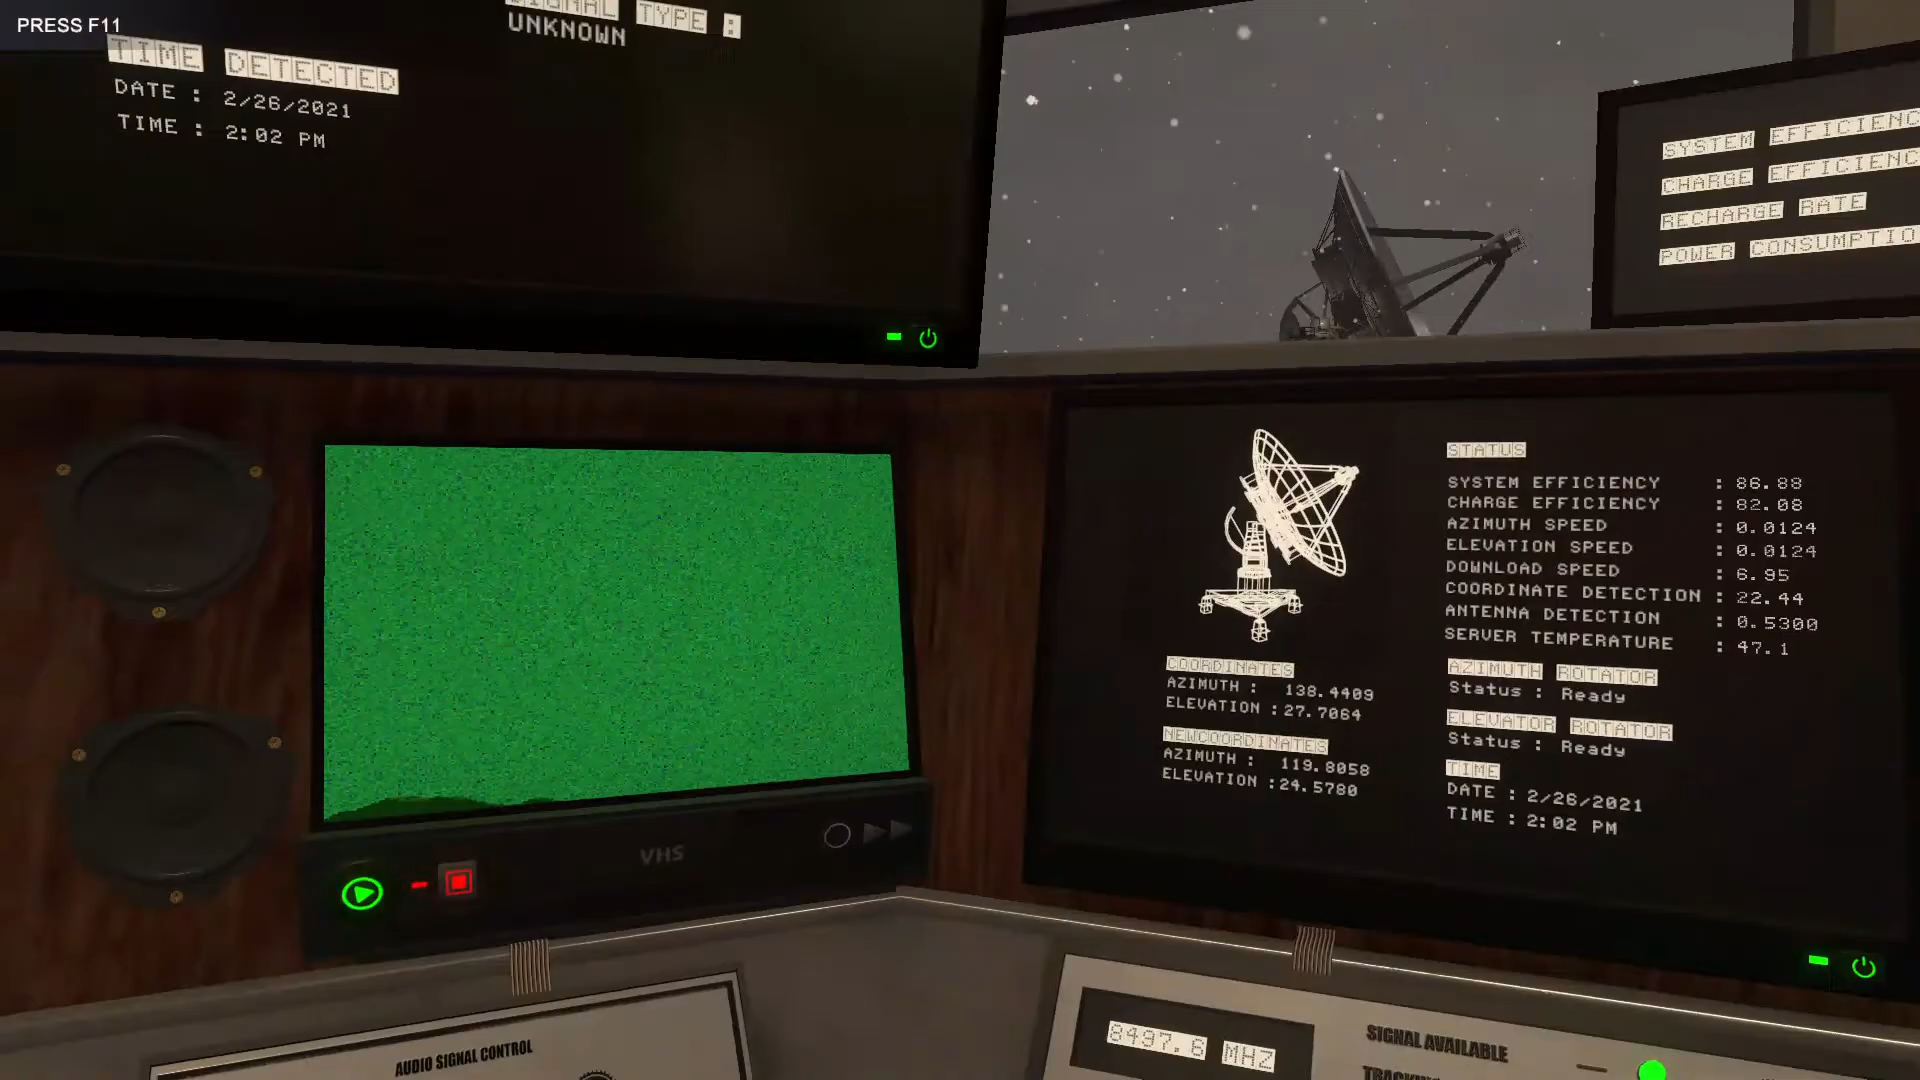 PRESS F11
SIGNAL TYPE :
UNKNOWN
TIME DETECTED
DATE : 2/26/2021
TIME : 2:02 PM
SYSTEM EFFICIENC
CHARGE EFFICIENC
RECHARGE RATE
POWER CONSUMPTIO
STATUS
SYSTEM EFFICIENCY : 86.88
CHARGE EFFICIENCY : 82.08
AZIMUTH SPEED : 0.0124
ELEVATION SPEED : 0.0124
DOWNLOAD SPEED : 6.95
COORDINATE DETECTION : 22.44
ANTENNA DETECTION : 0.5300
SERVER TEMPERATURE : 47.1
COORDINATES
AZIMUTH : 138.4409
ELEVATION : 27.7064
NEWCOORDINATES
AZIMUTH : 119.8058
ELEVATION : 24.5780
AZIMUTH ROTATOR
Status : Ready
ELEVATOR ROTATOR
Status : Ready
TIME
DATE : 2/26/2021
TIME : 2:02 PM
VHS
AUDIO SIGNAL CONTROL
8497.6 MHZ
SIGNAL AVAILABLE